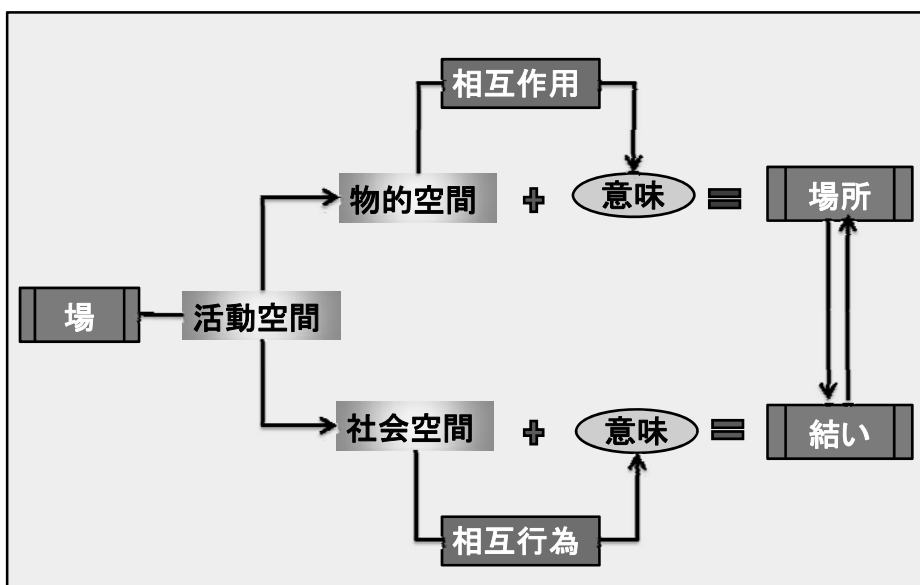 相互作用
物的空間 + 意味 = 場所
場 活動空間
社会空間 + 意味 = 結い
相互行為